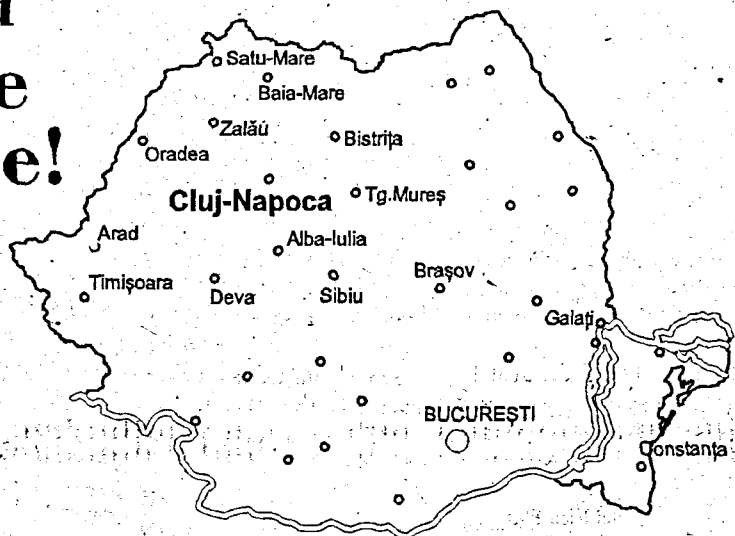 e!
Satu-Mare
Baia-Mare
Zalău
Bistrița
Oradea
Cluj-Napoca
Tg.Mureș
Arad
Alba-Iulia
Timișoara
Deva
Sibiu
Brașov
Galați
BUCUREȘTI
Constanța